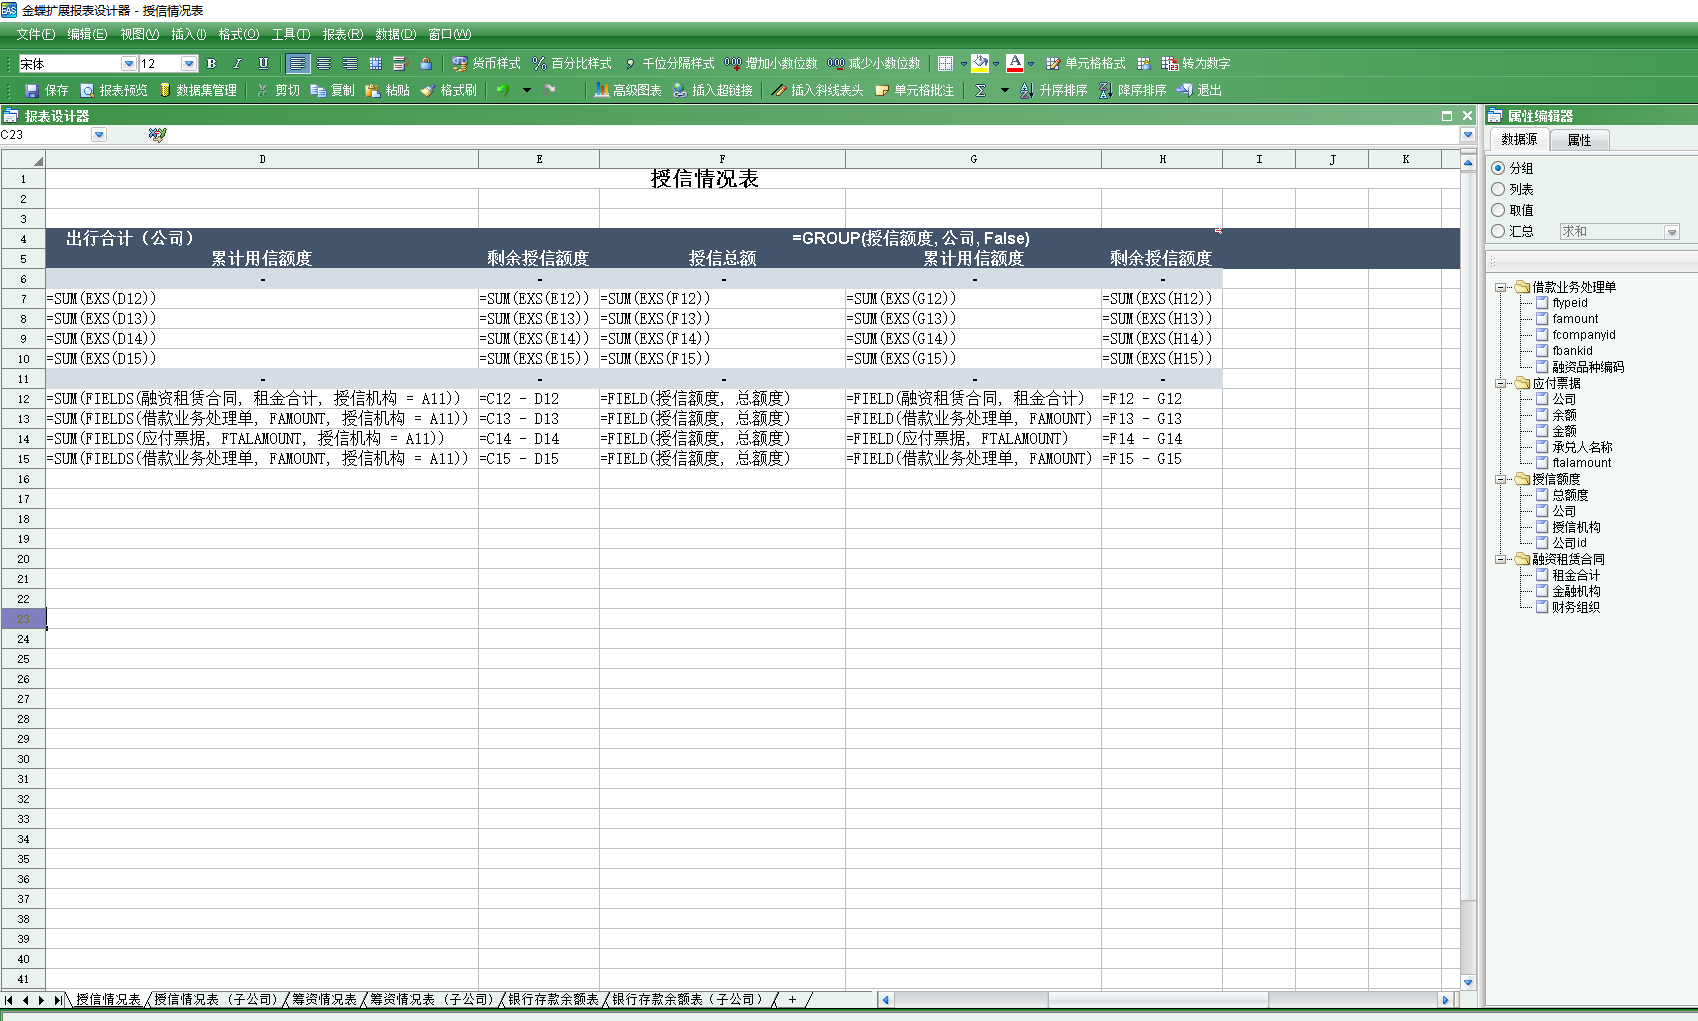 金蝶扩展报表设计器 - 授信情况表
文件(F) 编辑(E) 视图(V) 插入(I) 格式(O) 工具(T) 报表(R) 数据(D) 窗口(W)
宋体 12 B I U 货币样式 百分比样式 千位分隔样式 增加小数位数 减少小数位数 A 单元格格式 转为数字
保存 报表预览 数据集管理 剪切 复制 粘贴 格式刷 高级图表 插入超链接 插入斜线表头 单元格批注 Σ 升序排序 降序排序 退出
报表设计器
C23
D E F G H I J K
1 授信情况表
2
3
4 出行合计（公司） =GROUP(授信额度, 公司, False)
5 累计用信额度 剩余授信额度 授信总额 累计用信额度 剩余授信额度
6 - - - - -
7 =SUM(EXS(D12)) =SUM(EXS(E12)) =SUM(EXS(F12)) =SUM(EXS(G12)) =SUM(EXS(H12))
8 =SUM(EXS(D13)) =SUM(EXS(E13)) =SUM(EXS(F13)) =SUM(EXS(G13)) =SUM(EXS(H13))
9 =SUM(EXS(D14)) =SUM(EXS(E14)) =SUM(EXS(F14)) =SUM(EXS(G14)) =SUM(EXS(H14))
10 =SUM(EXS(D15)) =SUM(EXS(E15)) =SUM(EXS(F15)) =SUM(EXS(G15)) =SUM(EXS(H15))
11 - - - - -
12 =SUM(FIELDS(融资租赁合同, 租金合计, 授信机构 = A11)) =C12 - D12 =FIELD(授信额度, 总额度) =FIELD(融资租赁合同, 租金合计) =F12 - G12
13 =SUM(FIELDS(借款业务处理单, FAMOUNT, 授信机构 = A11)) =C13 - D13 =FIELD(授信额度, 总额度) =FIELD(借款业务处理单, FAMOUNT) =F13 - G13
14 =SUM(FIELDS(应付票据, FTALAMOUNT, 授信机构 = A11)) =C14 - D14 =FIELD(授信额度, 总额度) =FIELD(应付票据, FTALAMOUNT) =F14 - G14
15 =SUM(FIELDS(借款业务处理单, FAMOUNT, 授信机构 = A11)) =C15 - D15 =FIELD(授信额度, 总额度) =FIELD(借款业务处理单, FAMOUNT) =F15 - G15
16
17
18
19
20
21
22
23
24
25
26
27
28
29
30
31
32
33
34
35
36
37
38
39
40
41
授信情况表 授信情况表（子公司） 筹资情况表 筹资情况表（子公司） 银行存款余额表 银行存款余额表（子公司） +
属性编辑器
数据源 属性
分组
列表
取值
汇总 求和
借款业务处理单
ftypeid
famount
fcompanyid
fbankid
融资品种编码
应付票据
公司
余额
金额
承兑人名称
ftalamount
授信额度
总额度
公司
授信机构
公司id
融资租赁合同
租金合计
金融机构
财务组织